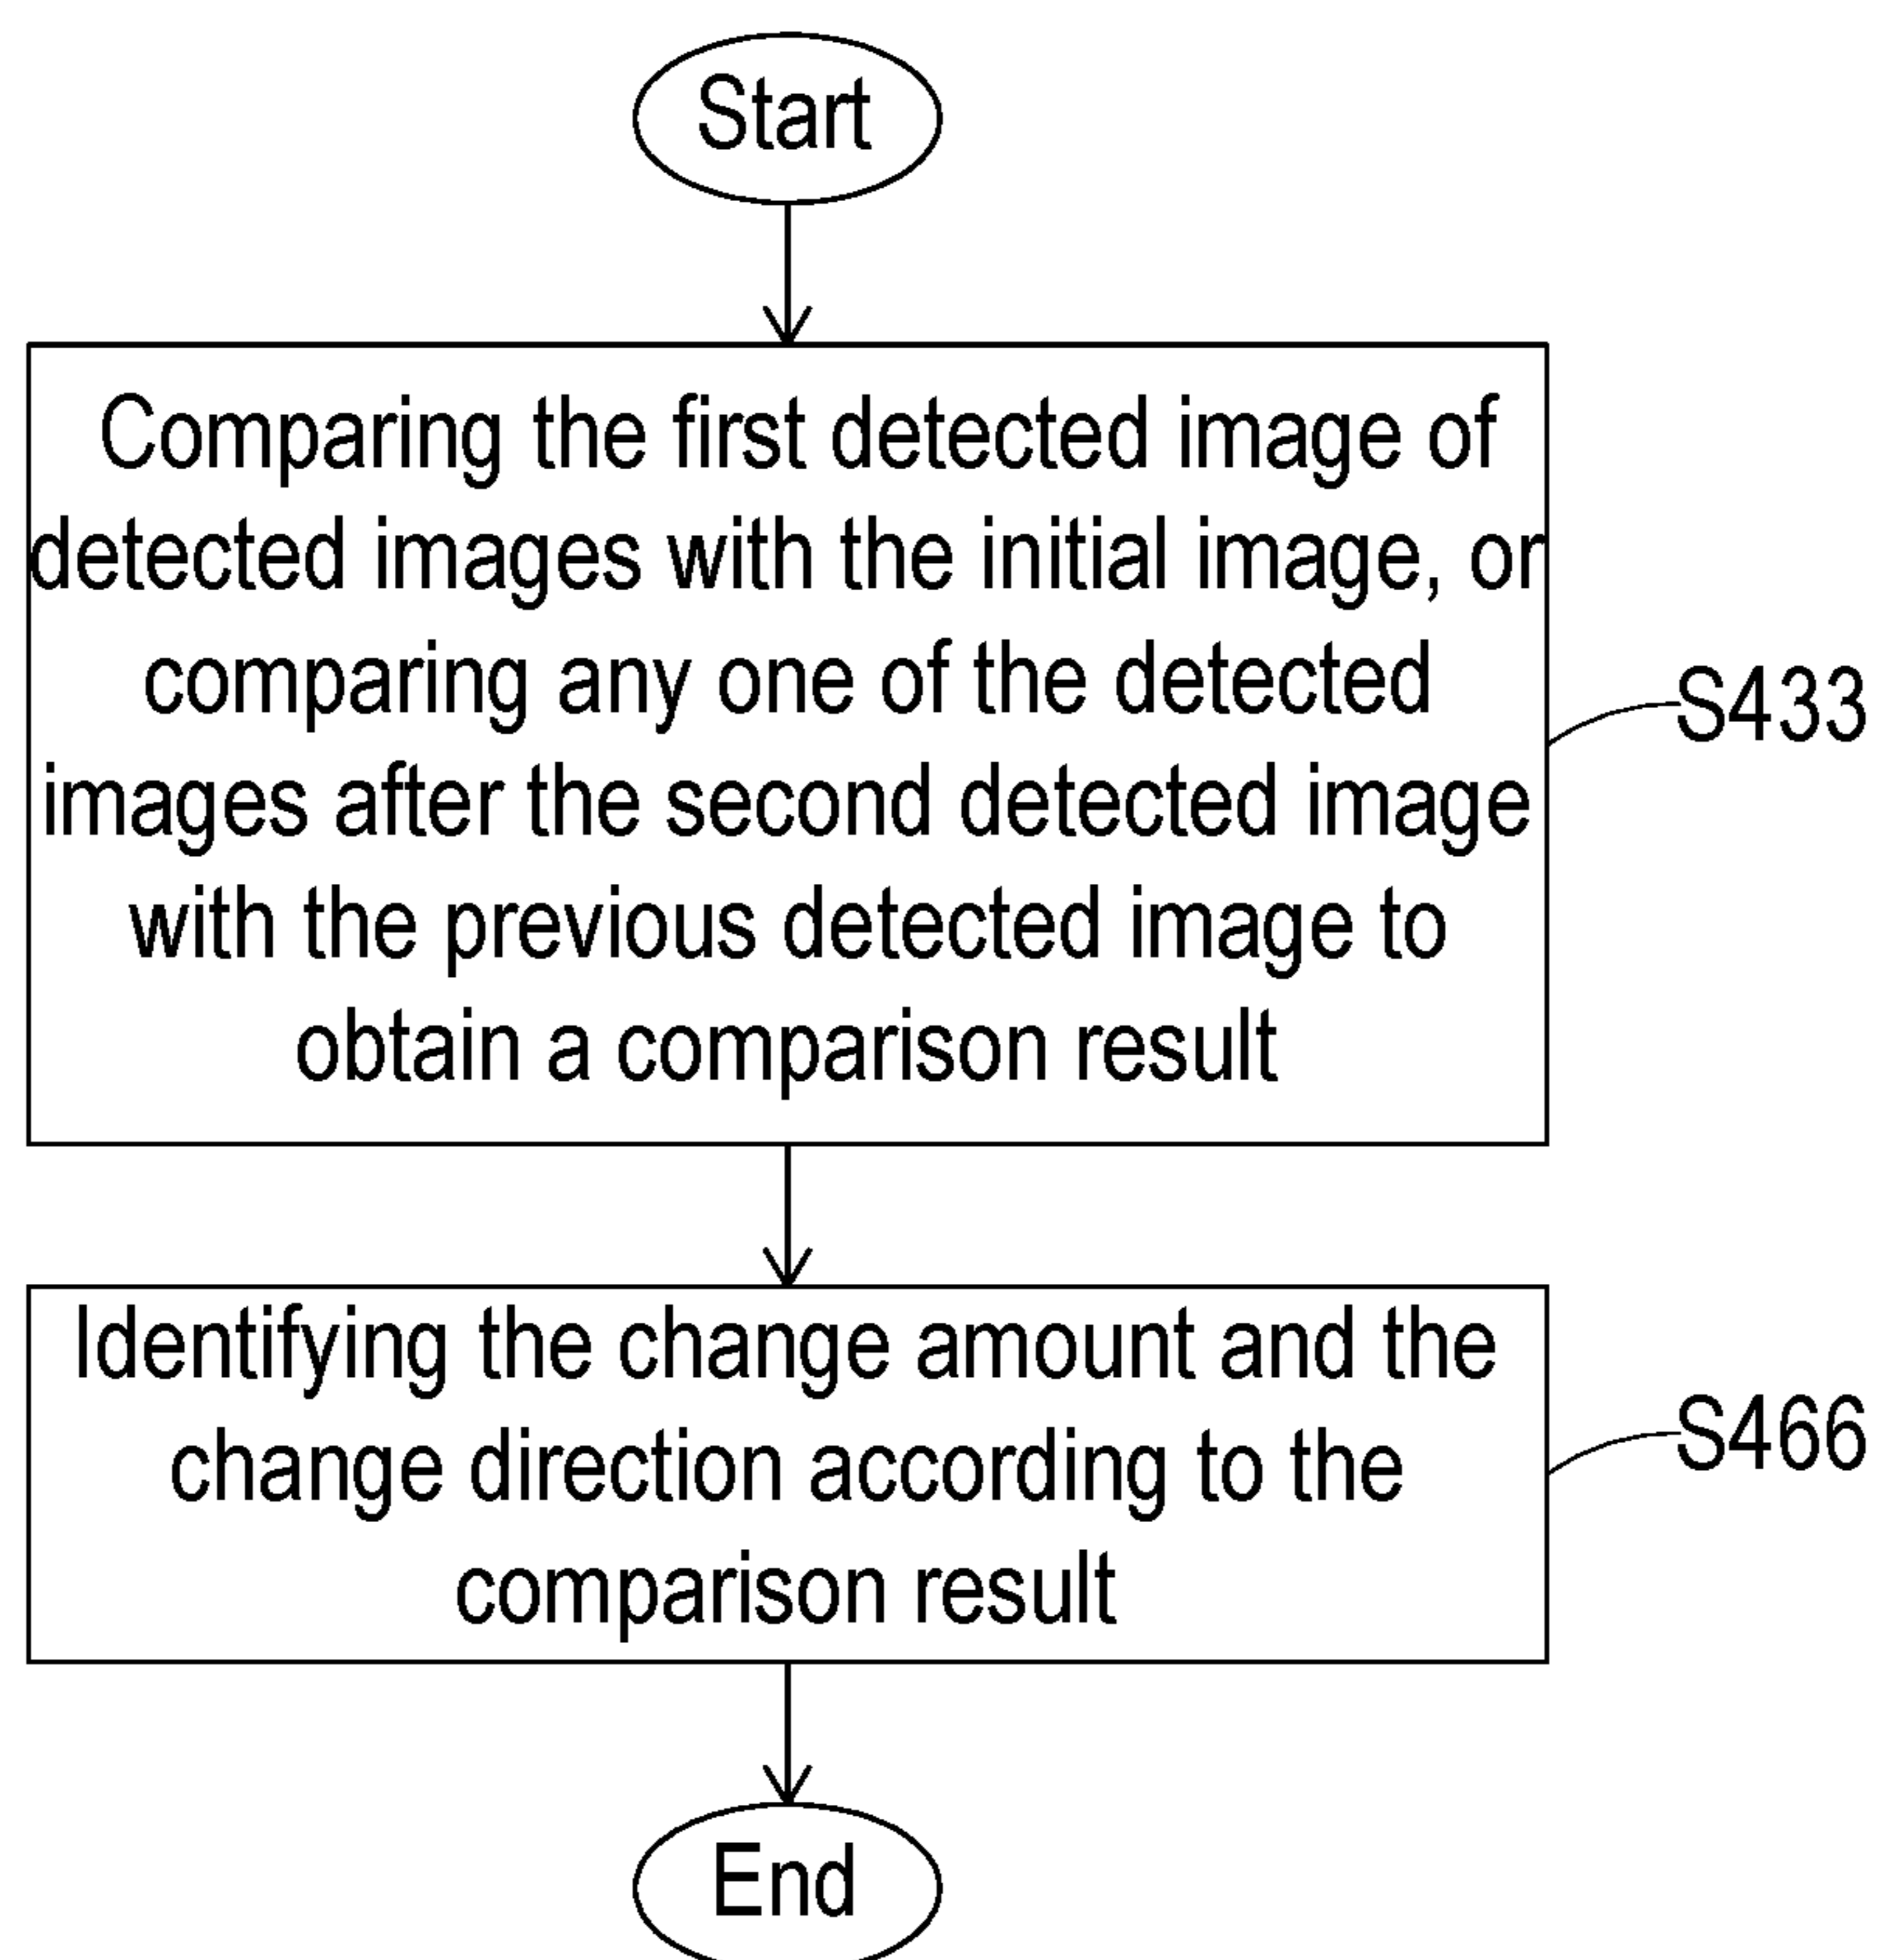 Start
Comparing the first detected image of
detected images with the initial image, or
comparing any one of the detected
images after the second detected image
with the previous detected image to
obtain a comparison result
S433
Identifying the change amount and the
change direction according to the
comparison result
S466
End